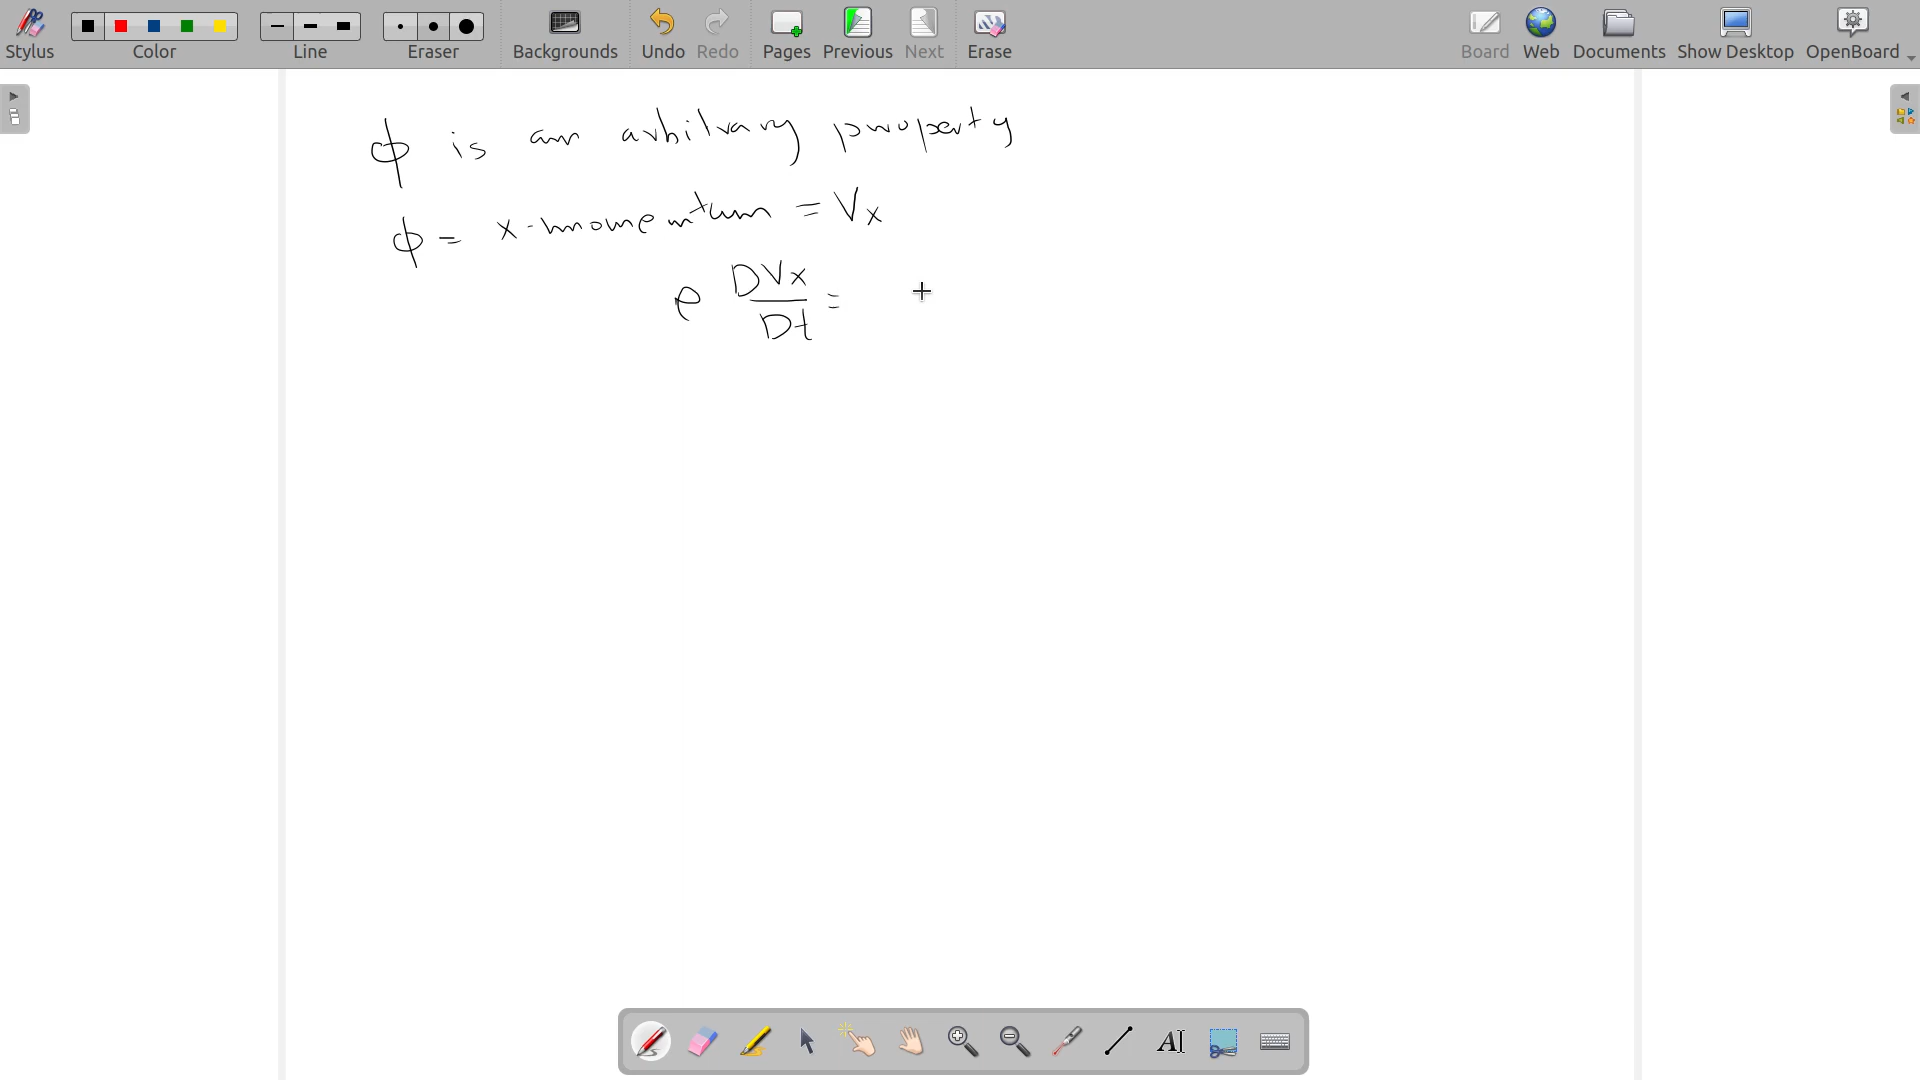 Stylus Color Line Eraser Backgrounds Undo Redo Pages Previous Next Erase Board Web Documents Show Desktop OpenBoard
ϕ is an arbitrary property
ϕ = x-momentum = Vx
ρ DVx/Dt =
AI